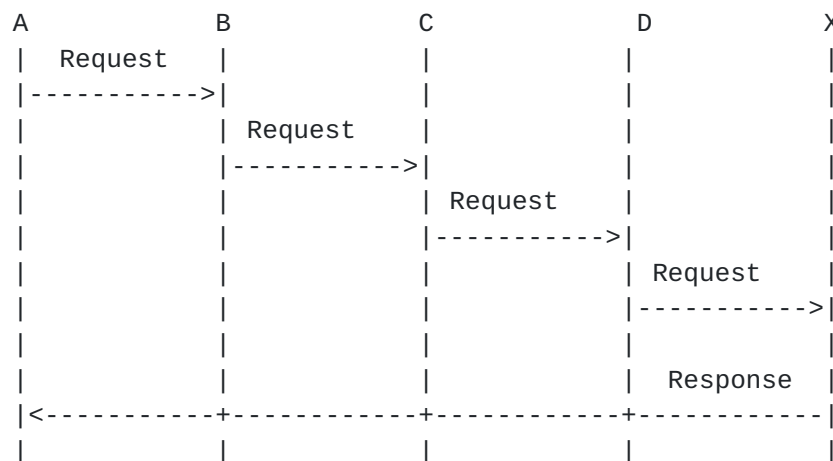 A            B            C             D            X
|  Request   |            |            |            |
|----------->|            |            |            |
|            | Request    |            |            |
|            |----------->|            |            |
|            |            | Request    |            |
|            |            |----------->|            |
|            |            |            | Request    |
|            |            |            |----------->|
|            |            |            |            |
|            |            |            |  Response  |
|<-----------+------------+------------+------------|
|            |            |            |            |